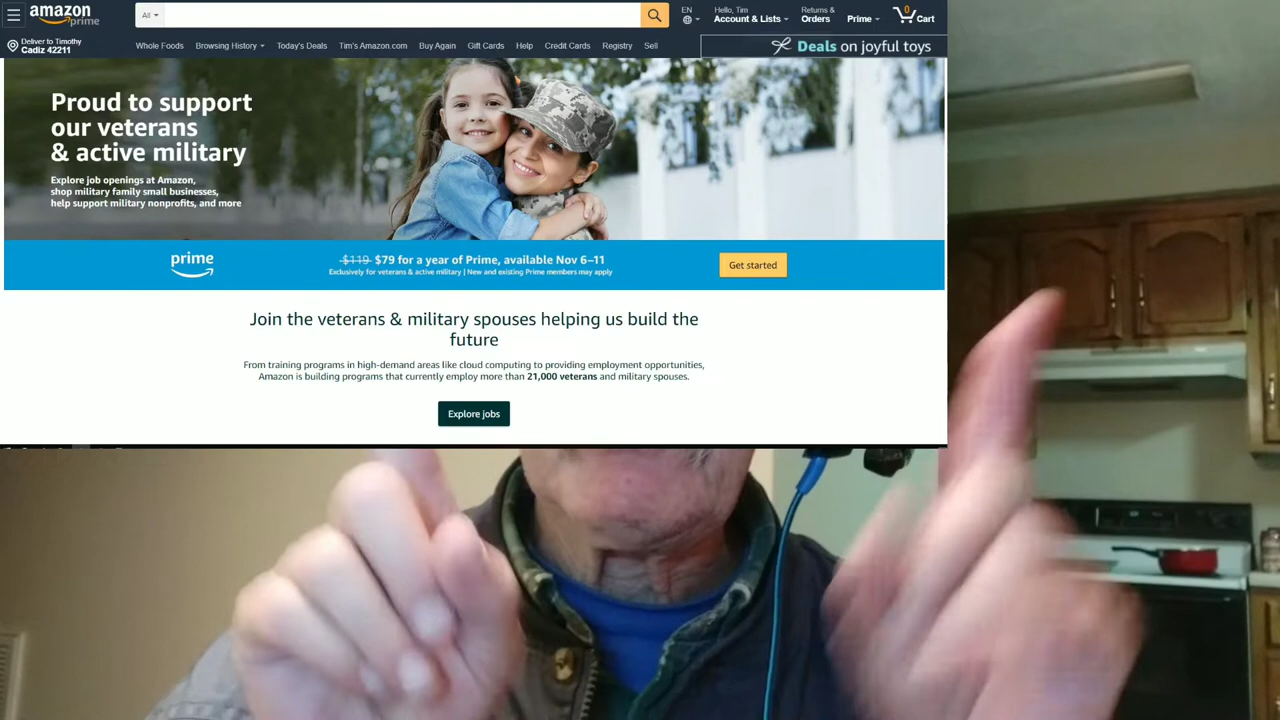 amazon
prime
All
EN
Hello, Tim
Account & Lists
Returns &
Orders
Prime
0
Cart
Deliver to Timothy
Cadiz 42211
Whole Foods
Browsing History
Today's Deals
Tim's Amazon.com
Buy Again
Gift Cards
Help
Credit Cards
Registry
Sell
Deals on joyful toys
Proud to support
our veterans
& active military
Explore job openings at Amazon,
shop military family small businesses,
help support military nonprofits, and more
prime
$119 $79 for a year of Prime, available Nov 6–11
Exclusively for veterans & active military | New and existing Prime members may apply
Get started
Join the veterans & military spouses helping us build the
future
From training programs in high-demand areas like cloud computing to providing employment opportunities,
Amazon is building programs that currently employ more than 21,000 veterans and military spouses.
Explore jobs